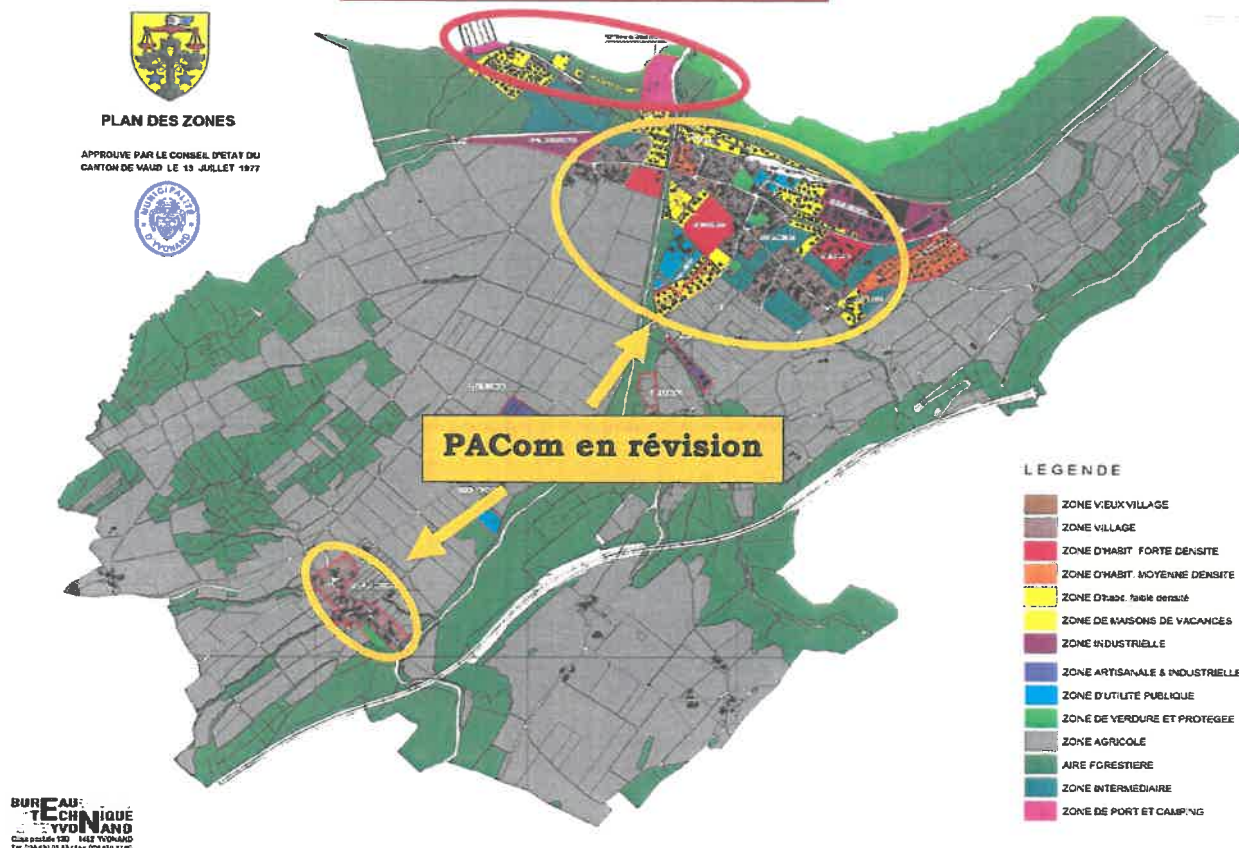 PLAN DES ZONES
APPROUVE PAR LE CONSEIL D'ETAT DU
CANTON DE VAUD LE 13 JUILLET 1977
MUNICIPALITE
D'YVONAND
PACom en révision
LEGENDE
ZONE VIEUX VILLAGE
ZONE VILLAGE
ZONE D'HABIT. FORTE DENSITE
ZONE D'HABIT. MOYENNE DENSITE
ZONE D'habit. faible densité
ZONE DE MAISONS DE VACANCES
ZONE INDUSTRIELLE
ZONE ARTISANALE & INDUSTRIELLE
ZONE D'UTILITE PUBLIQUE
ZONE DE VERDURE ET PROTEGEE
ZONE AGRICOLE
AIRE FORESTIERE
ZONE INTERMEDIAIRE
ZONE DE PORT ET CAMPING
BUREAU
TECHNIQUE
YVONAND
1462 YVONAND